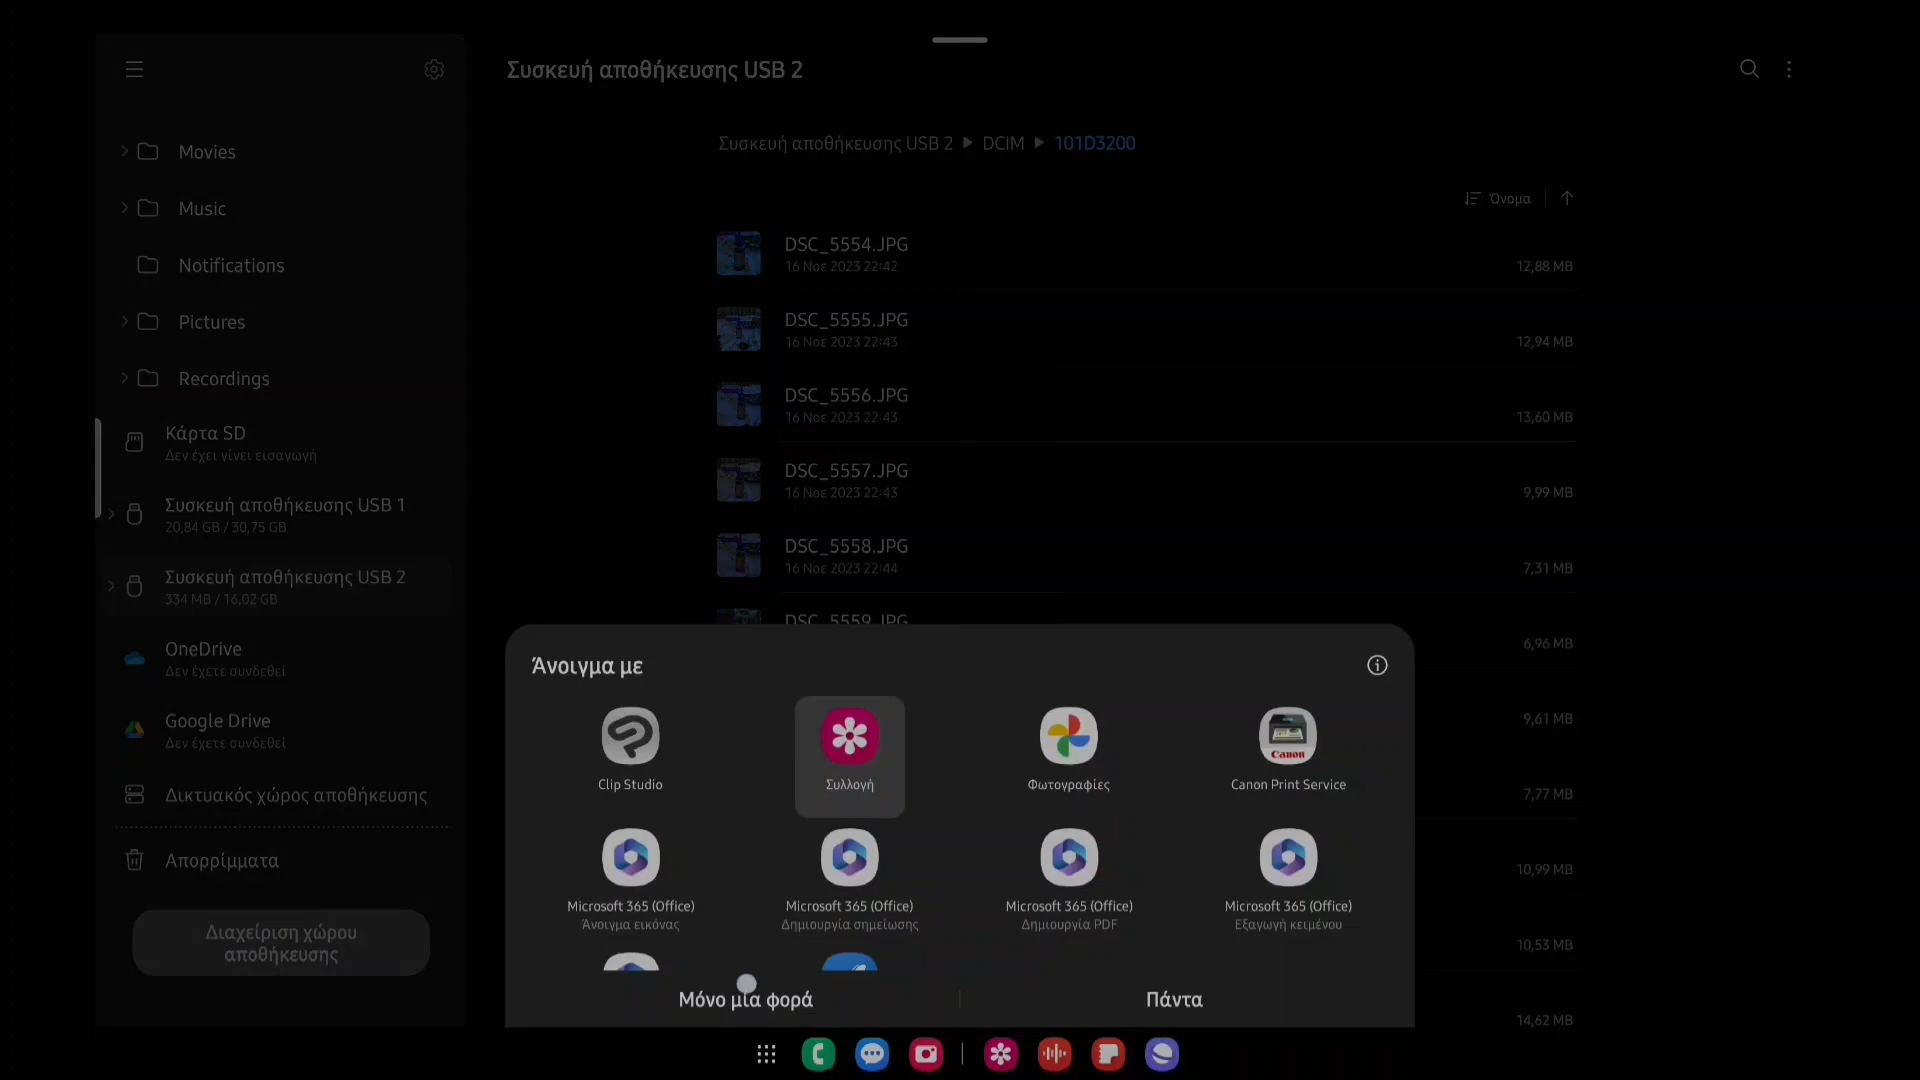 Συσκευή αποθήκευσης USB 2
Movies
Music
Notifications
Pictures
Recordings
Κάρτα SD
Δεν έχει γίνει εισαγωγή
Συσκευή αποθήκευσης USB 1
20,84 GB / 30,75 GB
Συσκευή αποθήκευσης USB 2
334 MB / 16,02 GB
OneDrive
Δεν έχετε συνδεθεί
Google Drive
Δεν έχετε συνδεθεί
Δικτυακός χώρος αποθήκευσης
Απορρίμματα
Διαχείριση χώρου
αποθήκευσης
Συσκευή αποθήκευσης USB 2 ▶ DCIM ▶ 101D3200
Όνομα
DSC_5554.JPG
16 Νοε 2023 22:42
12,88 MB
DSC_5555.JPG
16 Νοε 2023 22:43
12,94 MB
DSC_5556.JPG
16 Νοε 2023 22:43
13,60 MB
DSC_5557.JPG
16 Νοε 2023 22:43
9,99 MB
DSC_5558.JPG
16 Νοε 2023 22:44
7,31 MB
DSC_5559.JPG
6,96 MB
9,61 MB
7,77 MB
10,99 MB
10,53 MB
14,62 MB
Άνοιγμα με
Clip Studio
Συλλογή
Φωτογραφίες
Canon
Canon Print Service
Microsoft 365 (Office)
Άνοιγμα εικόνας
Microsoft 365 (Office)
Δημιουργία σημείωσης
Microsoft 365 (Office)
Δημιουργία PDF
Microsoft 365 (Office)
Εξαγωγή κειμένου
Μόνο μία φορά
Πάντα